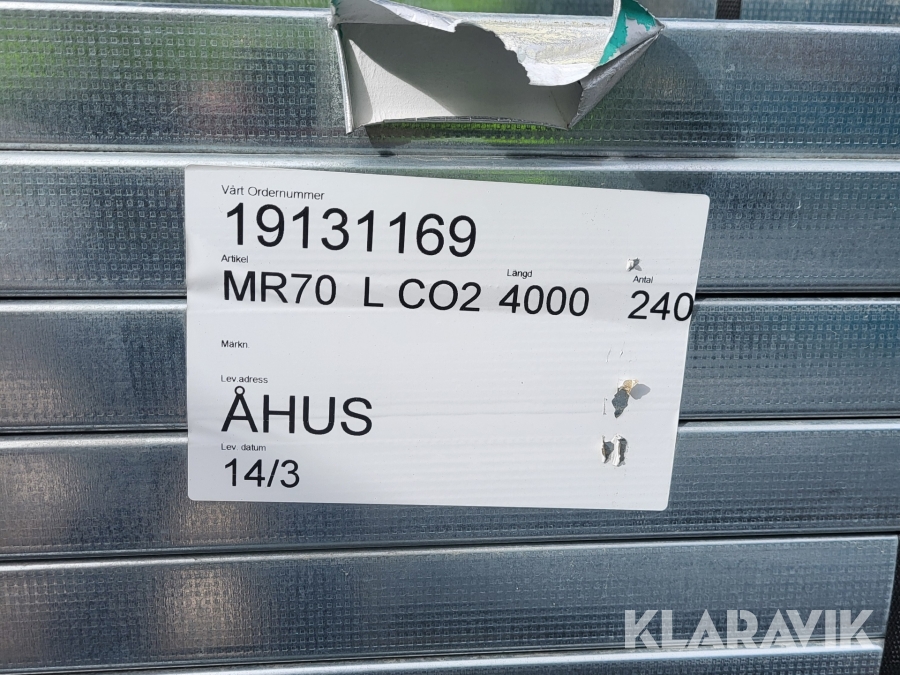 Vårt Ordernummer
19131169
Artikel Längd Antal
MR70 L CO2 4000 240
Märkn.
Lev.adress
ÅHUS
Lev. datum
14/3
KLARAVIK